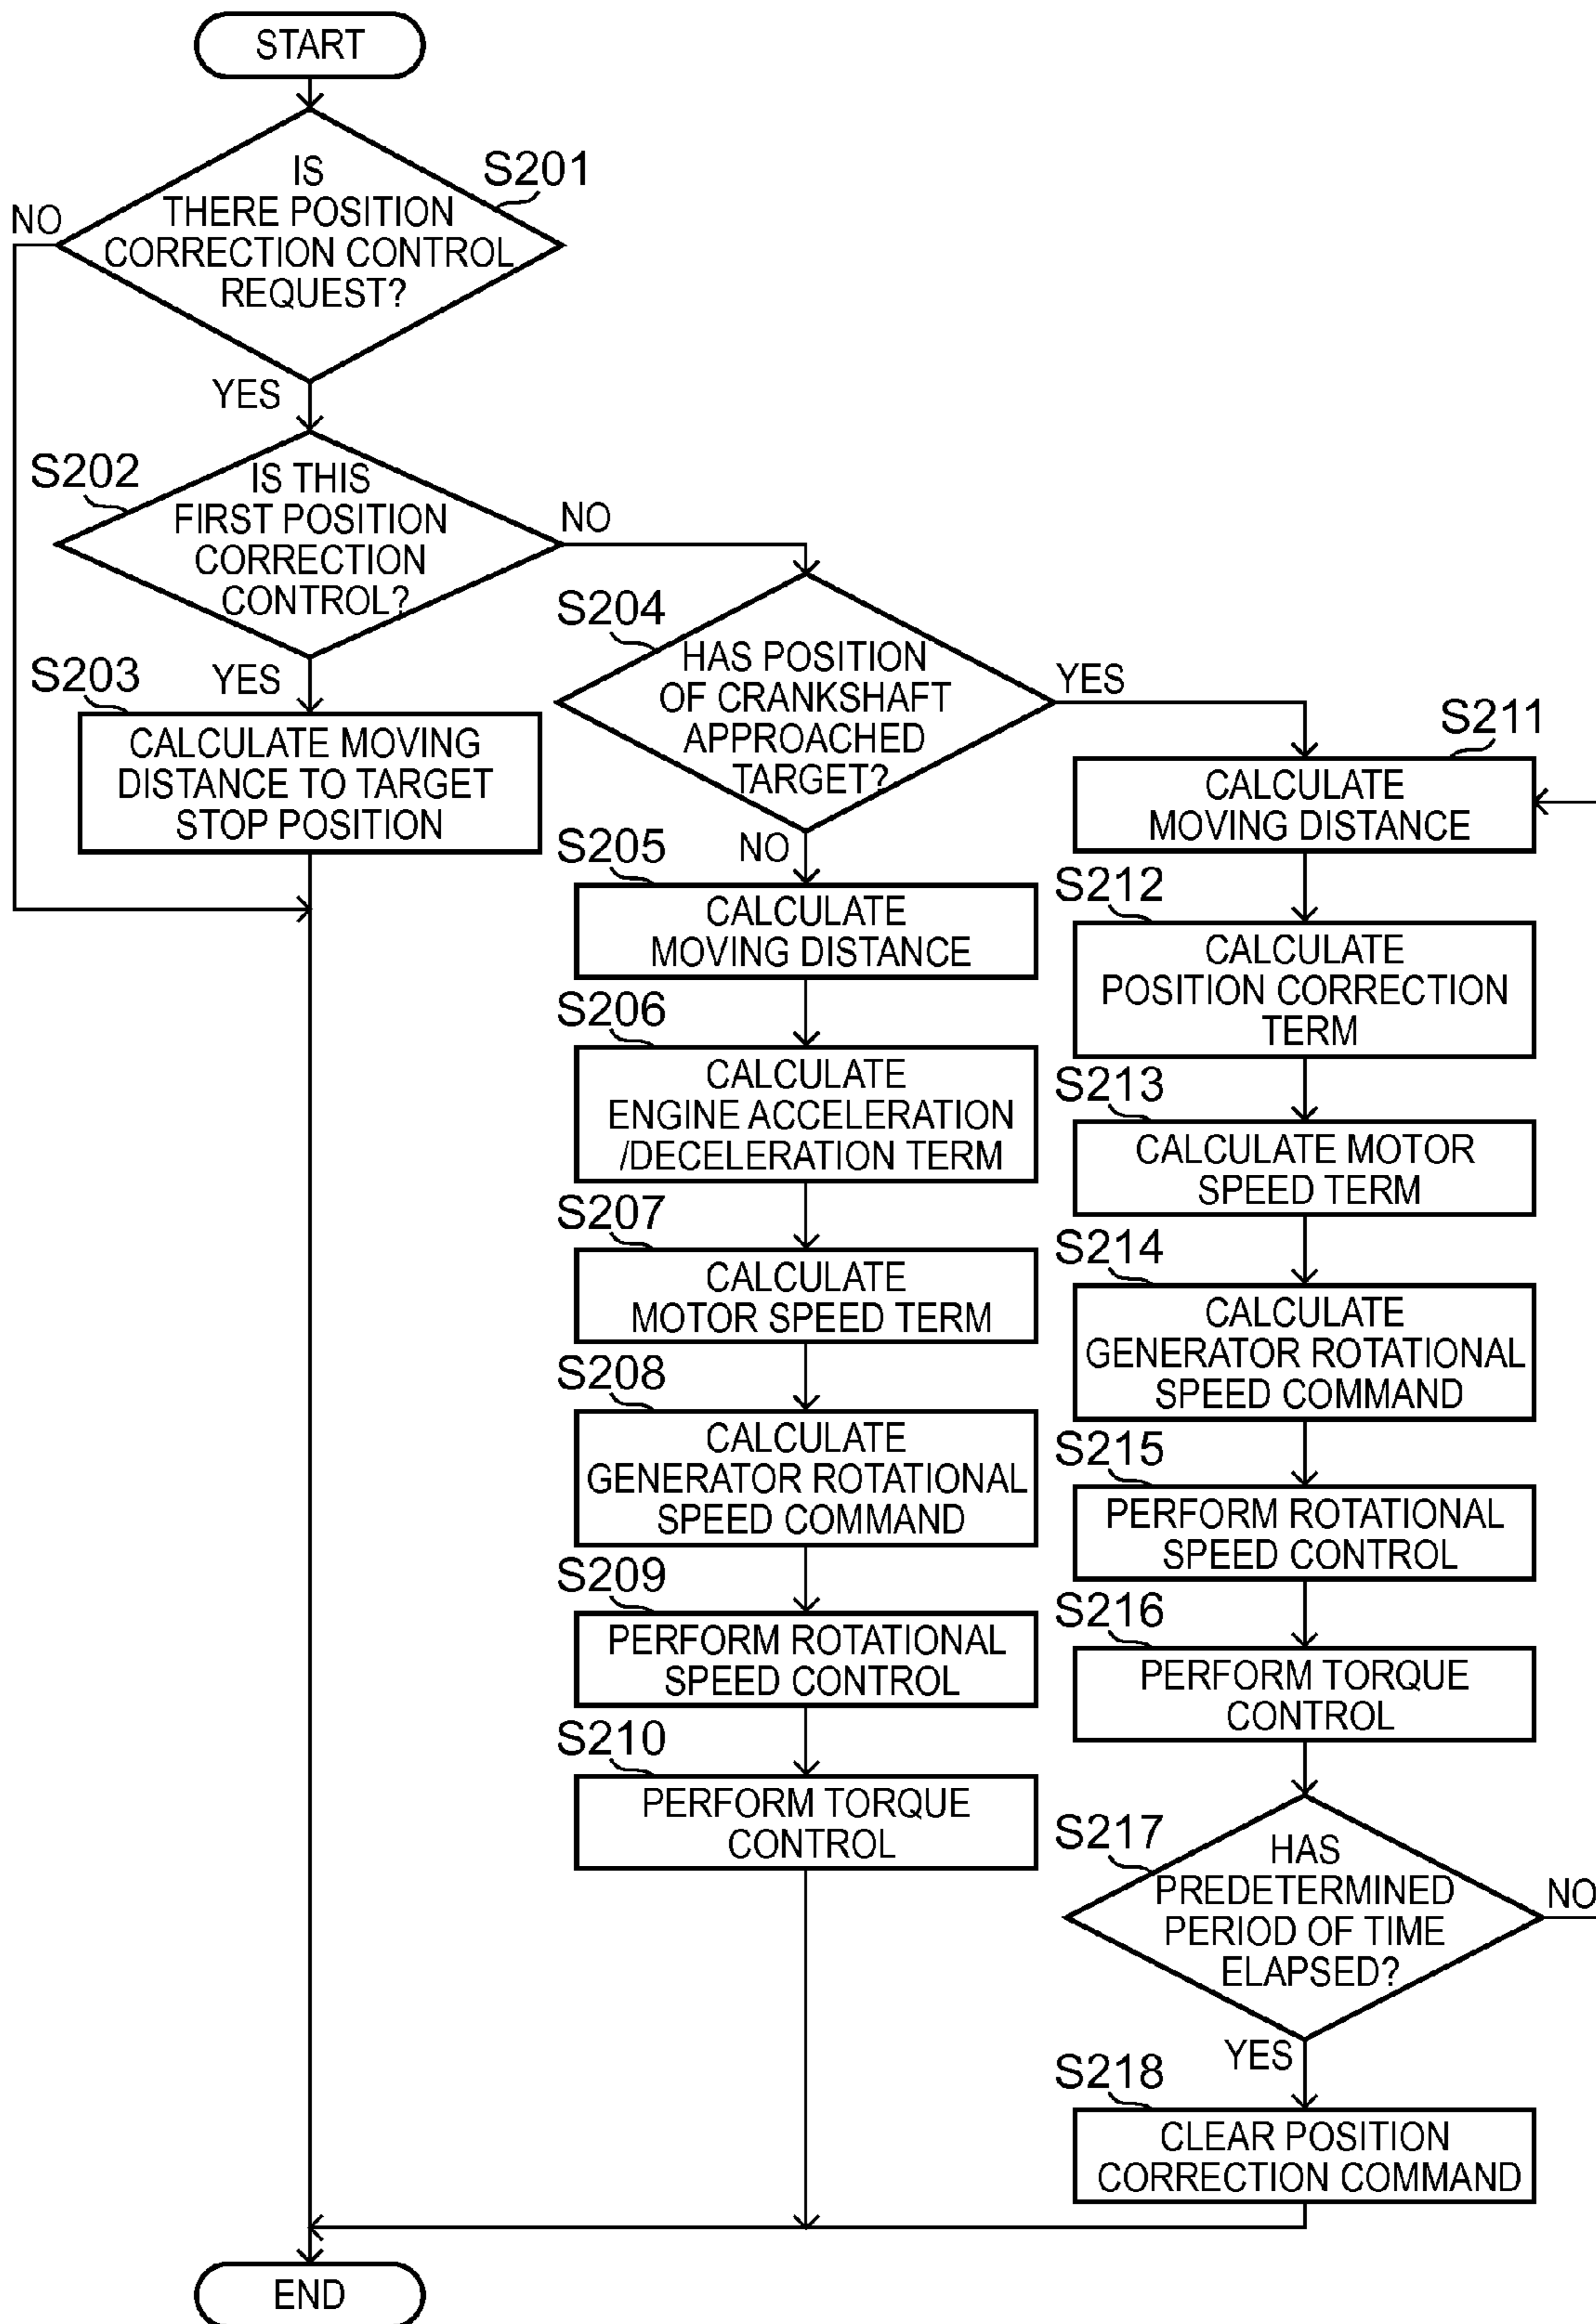 START
IS
THERE POSITION
CORRECTION CONTROL
REQUEST?
S201
NO
YES
S202
IS THIS
FIRST POSITION
CORRECTION
CONTROL?
NO
YES
S203
CALCULATE MOVING
DISTANCE TO TARGET
STOP POSITION
S204
HAS POSITION
OF CRANKSHAFT
APPROACHED
TARGET?
YES
NO
S205
CALCULATE
MOVING DISTANCE
S206
CALCULATE
ENGINE ACCELERATION
/DECELERATION TERM
S207
CALCULATE
MOTOR SPEED TERM
S208
CALCULATE
GENERATOR ROTATIONAL
SPEED COMMAND
S209
PERFORM ROTATIONAL
SPEED CONTROL
S210
PERFORM TORQUE
CONTROL
S211
CALCULATE
MOVING DISTANCE
S212
CALCULATE
POSITION CORRECTION
TERM
S213
CALCULATE MOTOR
SPEED TERM
S214
CALCULATE
GENERATOR ROTATIONAL
SPEED COMMAND
S215
PERFORM ROTATIONAL
SPEED CONTROL
S216
PERFORM TORQUE
CONTROL
S217
HAS
PREDETERMINED
PERIOD OF TIME
ELAPSED?
NO
YES
S218
CLEAR POSITION
CORRECTION COMMAND
END